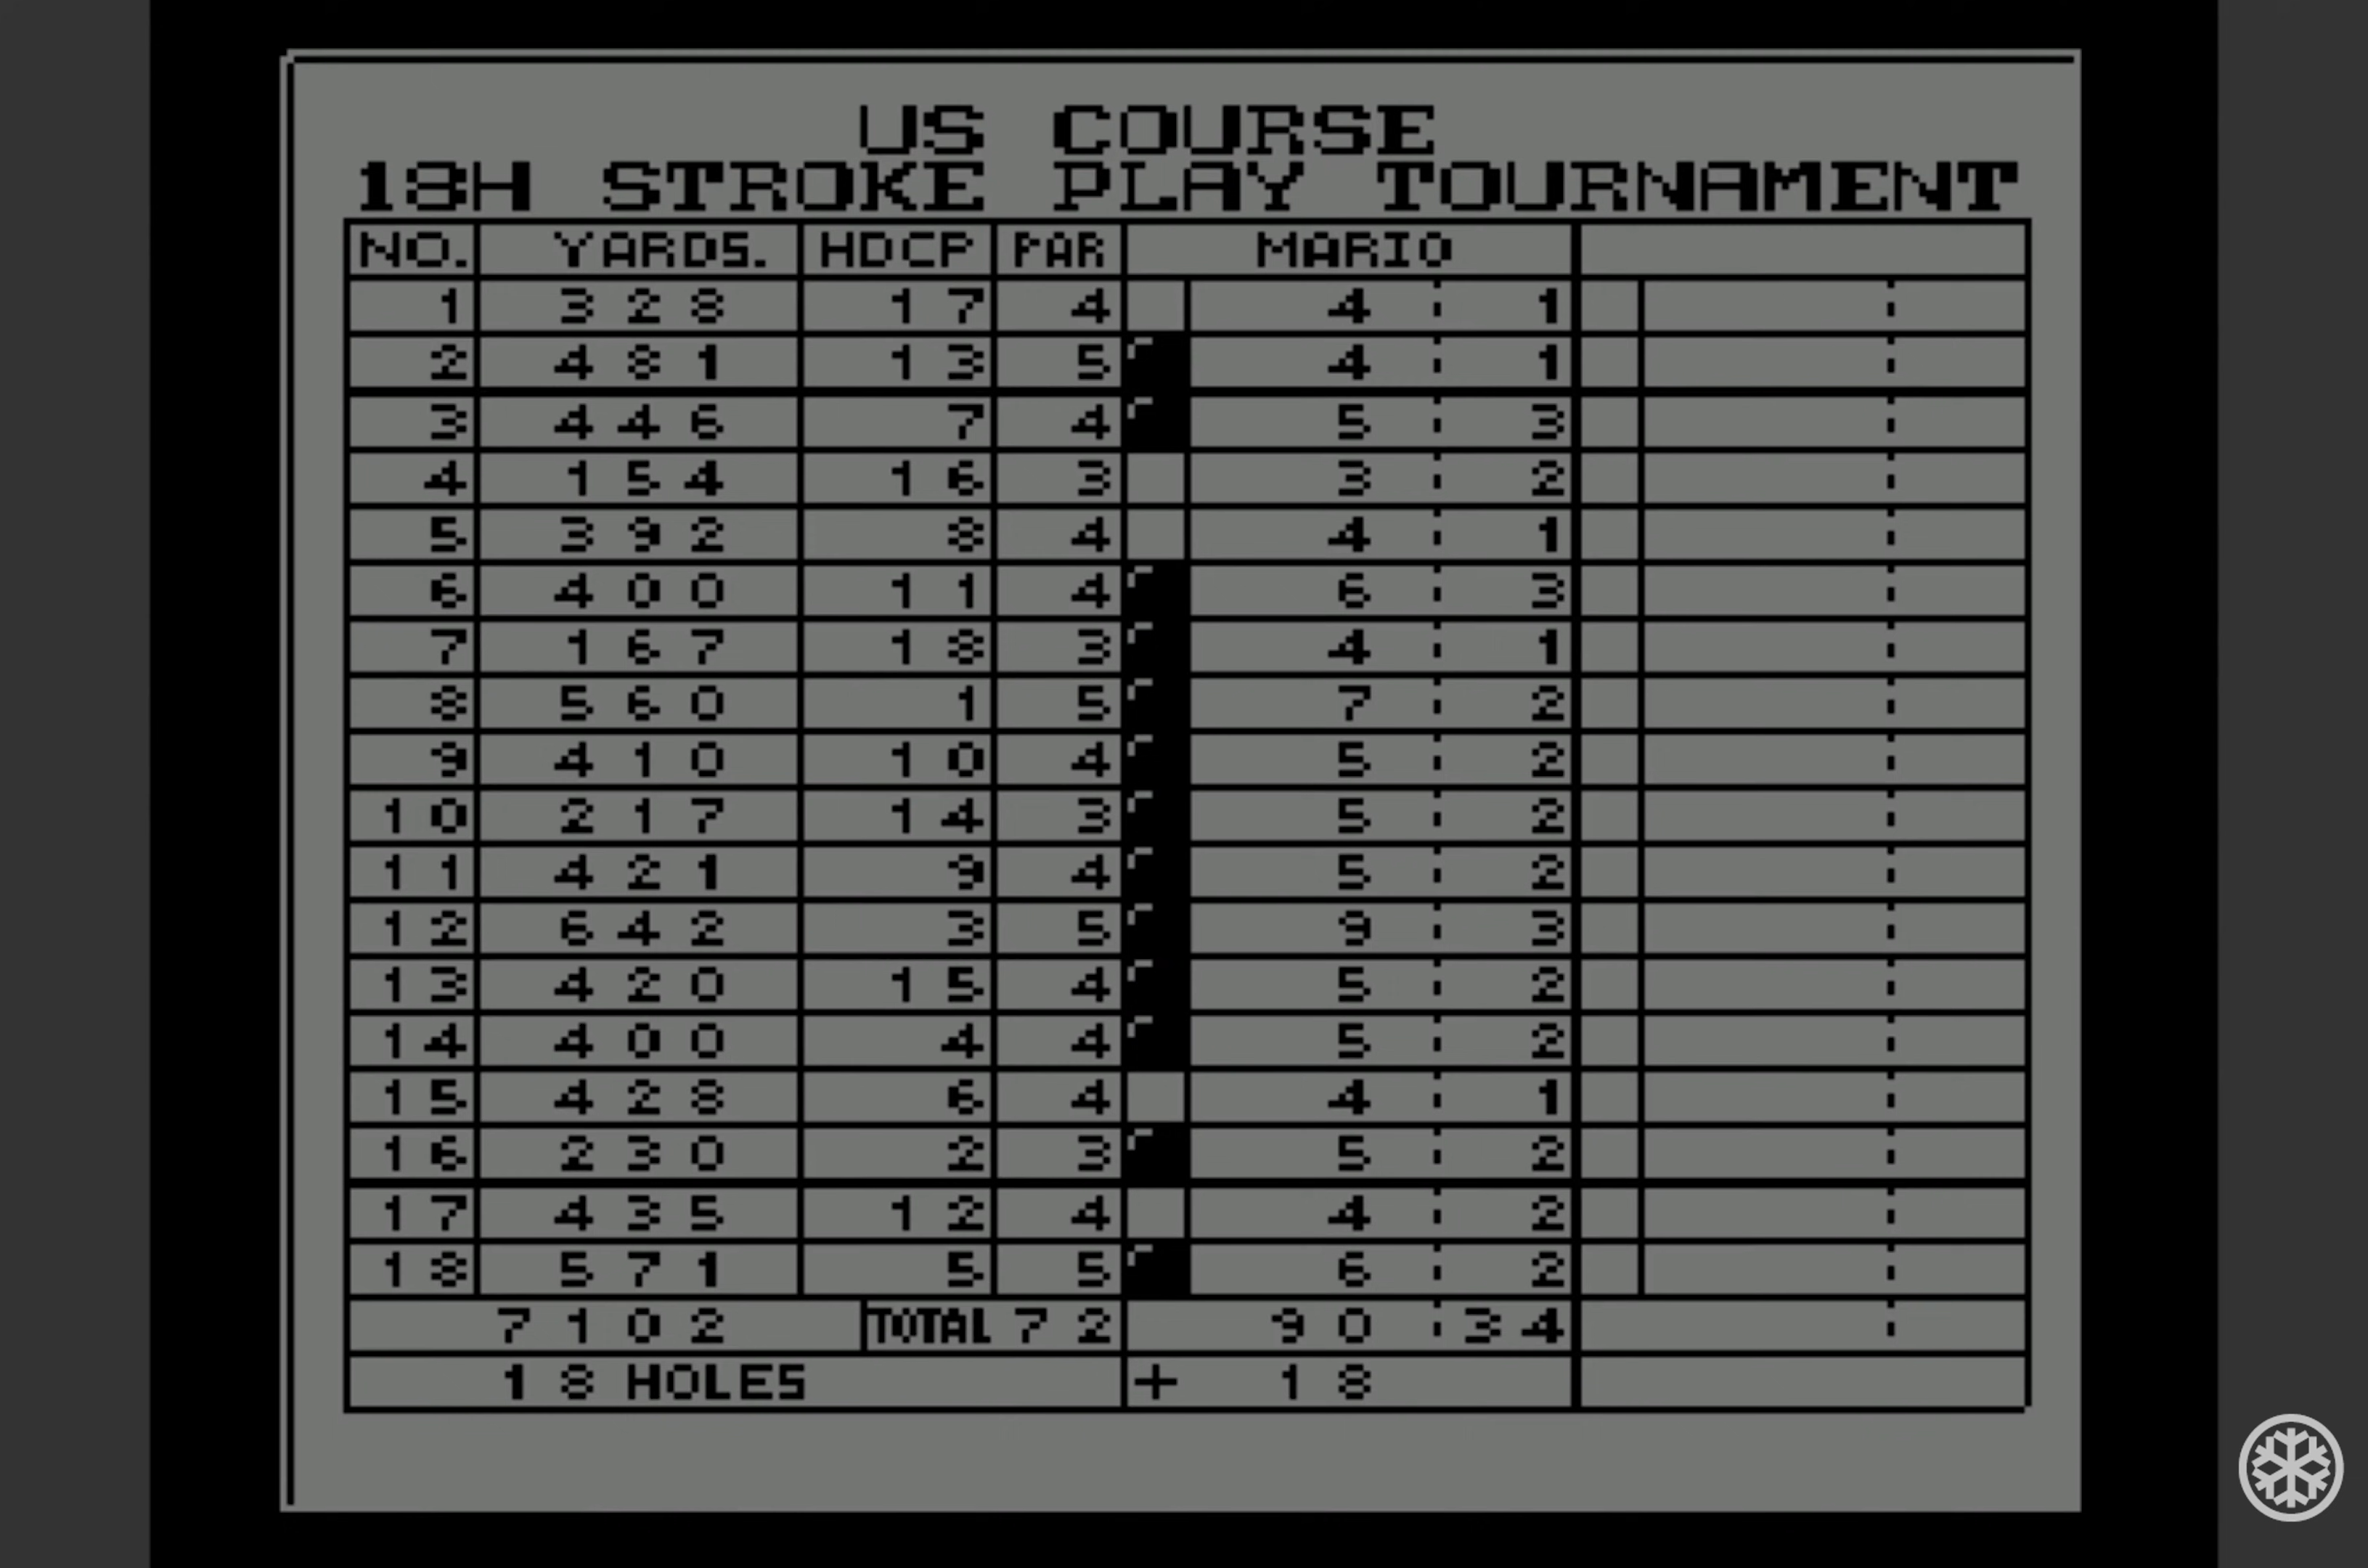 US COURSE
18H STROKE PLAY TOURNAMENT
NO. YARDS. HDCP PAR MARIO
1 328 17 4 4 1
2 481 13 5 4 1
3 446 7 4 5 3
4 154 16 3 3 2
5 392 8 4 4 1
6 400 11 4 6 3
7 167 18 3 4 1
8 560 1 5 7 2
9 410 10 4 5 2
10 217 14 3 5 2
11 421 9 4 5 2
12 642 3 5 9 3
13 420 15 4 5 2
14 400 4 4 5 2
15 428 6 4 4 1
16 230 2 3 5 2
17 435 12 4 4 2
18 571 5 5 6 2
7102 TOTAL 72 90 34
18 HOLES + 18